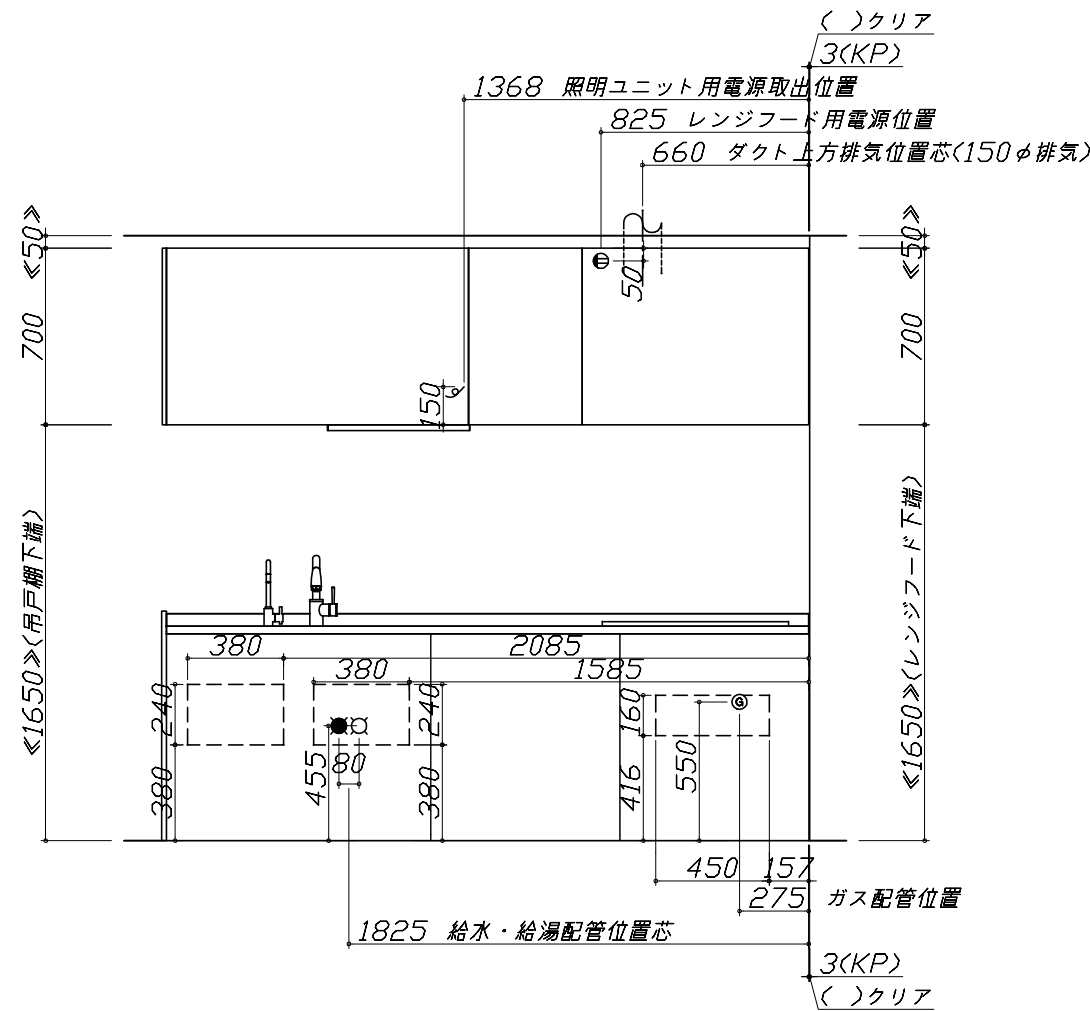 ( )クリア
3(KP)
1368 照明ユニット用電源取出位置
825 レンジフード用電源位置
660 ダクト上方排気位置芯(150φ排気)
≪50≫
≪50≫
50
700
700
150
≪1650≫(吊戸棚下端)
≪1650≫(レンジフード下端)
380
2085
380
1585
240
240
160
G
455
80
550
380
380
416
450
157
275 ガス配管位置
1825 給水・給湯配管位置芯
3(KP)
( )クリア